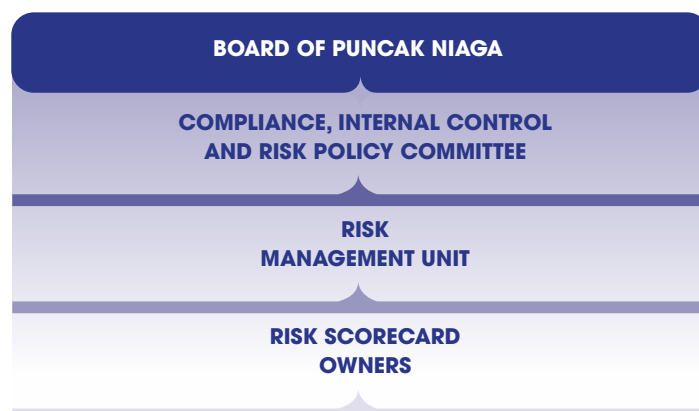 BOARD OF PUNCAK NIAGA
COMPLIANCE, INTERNAL CONTROL
AND RISK POLICY COMMITTEE
RISK
MANAGEMENT UNIT
RISK SCORECARD
OWNERS